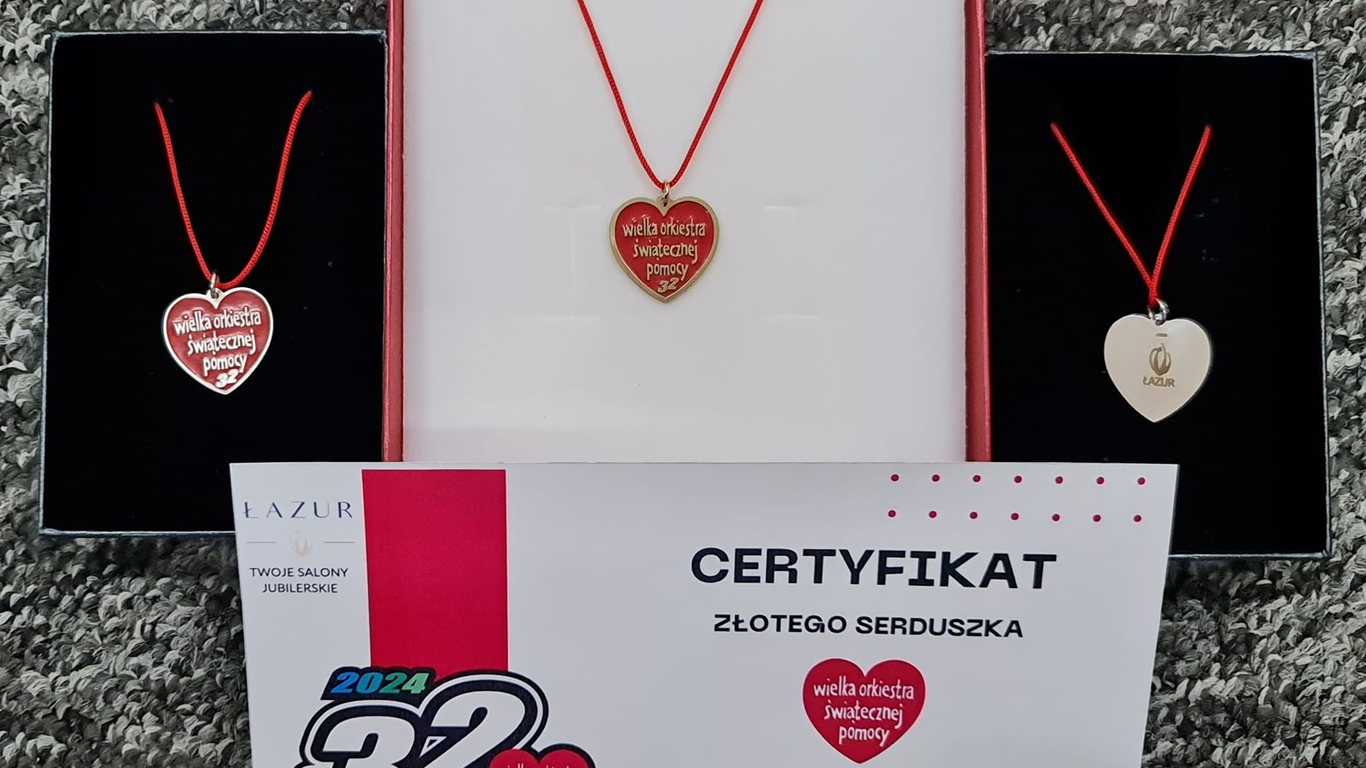 wielka orkiestra
świątecznej
pomocy
32
wielka orkiestra
świątecznej
pomocy
32
ŁAZUR
ŁAZUR
TWOJE SALONY
JUBILERSKIE
CERTYFIKAT
ZŁOTEGO SERDUSZKA
2024
32
wielka orkiestra
świątecznej
pomocy